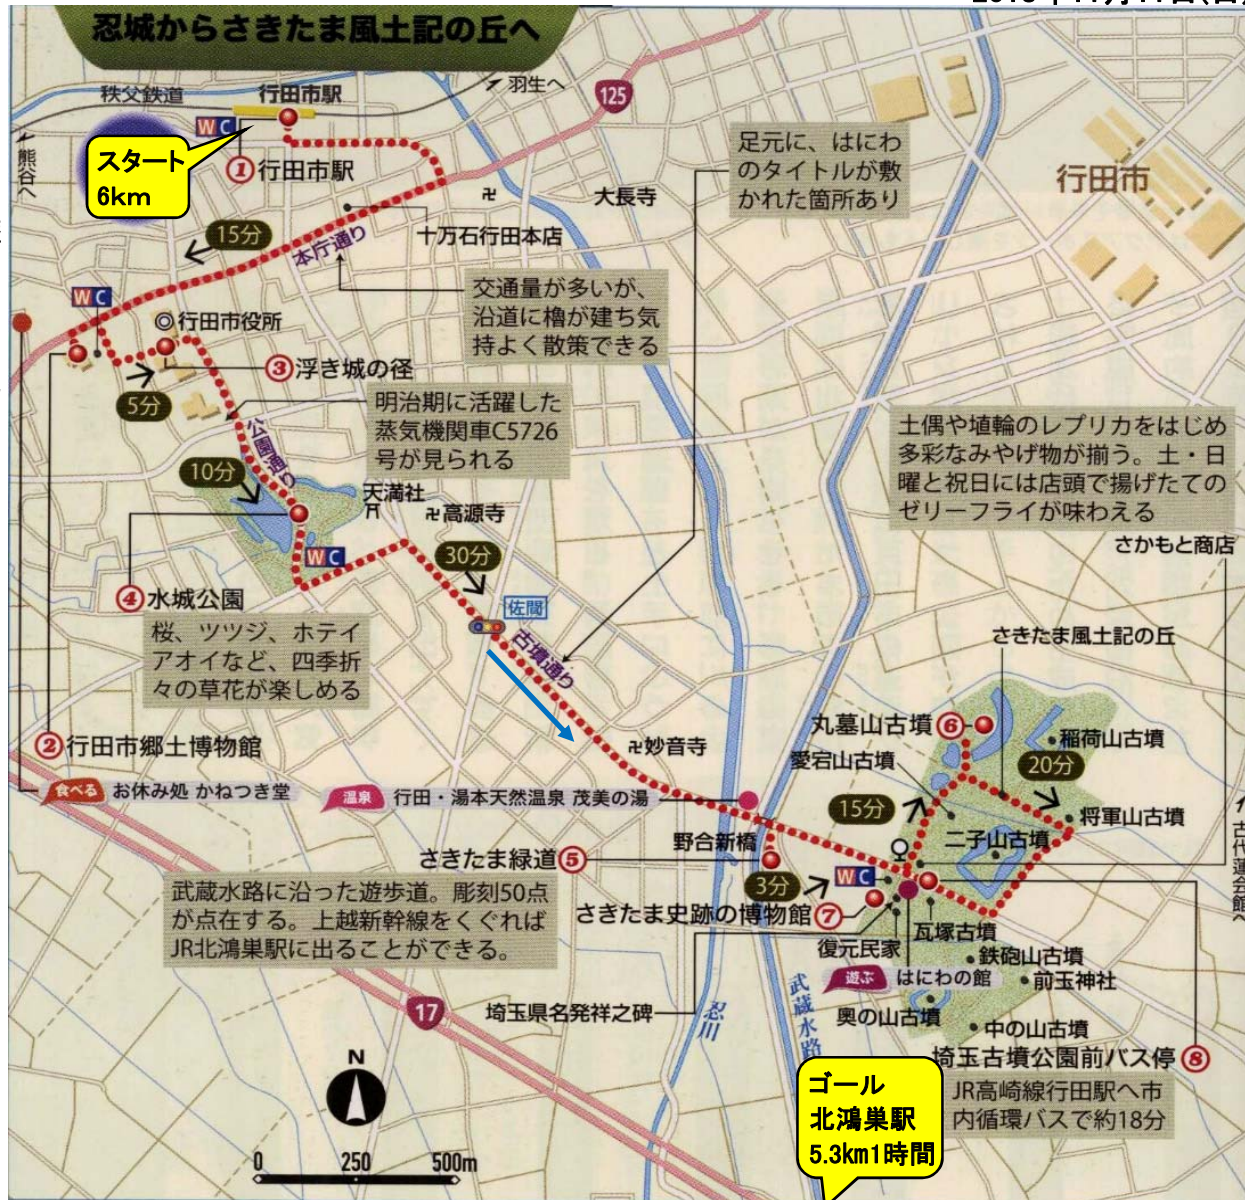 忍城からさきたま風土記の丘へ
秩父鉄道
行田市駅
羽生へ
125
熊谷へ
WC
スタート
6km
①行田市駅
足元に、はにわ
のタイトルが敷
かれた箇所あり
行田市
卍
大長寺
15分
本庁通り
十万石行田本店
交通量が多いが、
沿道に櫓が建ち気
持よく散策できる
WC
行田市役所
③浮き城の径
5分
明治期に活躍した
蒸気機関車C5726
号が見られる
公園通り
10分
土偶や埴輪のレプリカをはじめ
多彩なみやげ物が揃う。土・日
曜と祝日には店頭で揚げたての
ゼリーフライが味わえる
さかもと商店
天満社
卍高源寺
WC
30分
④水城公園
桜、ツツジ、ホテイ
アオイなど、四季折
々の草花が楽しめる
佐間
古墳通り
さきたま風土記の丘
②行田市郷土博物館
卍妙音寺
丸墓山古墳⑥
稲荷山古墳
愛宕山古墳
20分
食べる お休み処 かねつき堂
温泉 行田・湯本天然温泉 茂美の湯
15分
将軍山古墳
古代蓮会館へ
二子山古墳
野合新橋
さきたま緑道⑤
3分
WC
武蔵水路に沿った遊歩道。彫刻50点
が点在する。上越新幹線をくぐれば
JR北鴻巣駅に出ることができる。
さきたま史跡の博物館⑦
瓦塚古墳
復元民家
鉄砲山古墳
遊ぶ はにわの館
前玉神社
17
埼玉県名発祥之碑
忍川
武蔵水路
奥の山古墳
中の山古墳
埼玉古墳公園前バス停⑧
JR高崎線行田駅へ市
内循環バスで約18分
ゴール
北鴻巣駅
5.3km1時間
N
0 250 500m